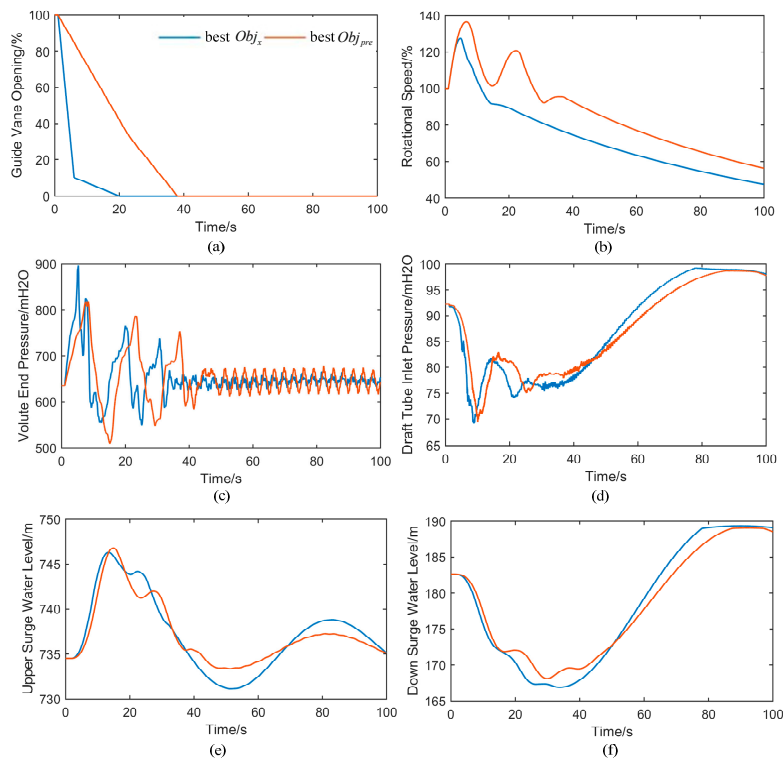 100
80
60
40
20
0
Guide Vane Opening/%
best Obj_x
best Obj_pre
0 20 40 60 80 100
Time/s
(a)
140
120
100
80
60
40
Rotational Speed/%
0 20 40 60 80 100
Time/s
(b)
900
800
700
600
500
Volute End Pressure/mH2O
0 20 40 60 80 100
Time/s
(c)
100
95
90
85
80
75
70
65
Draft Tube Inlet Pressure/mH2O
0 20 40 60 80 100
Time/s
(d)
750
745
740
735
730
Upper Surge Water Level/m
0 20 40 60 80 100
Time/s
(e)
190
185
180
175
170
165
Down Surge Water Level/m
0 20 40 60 80 100
Time/s
(f)